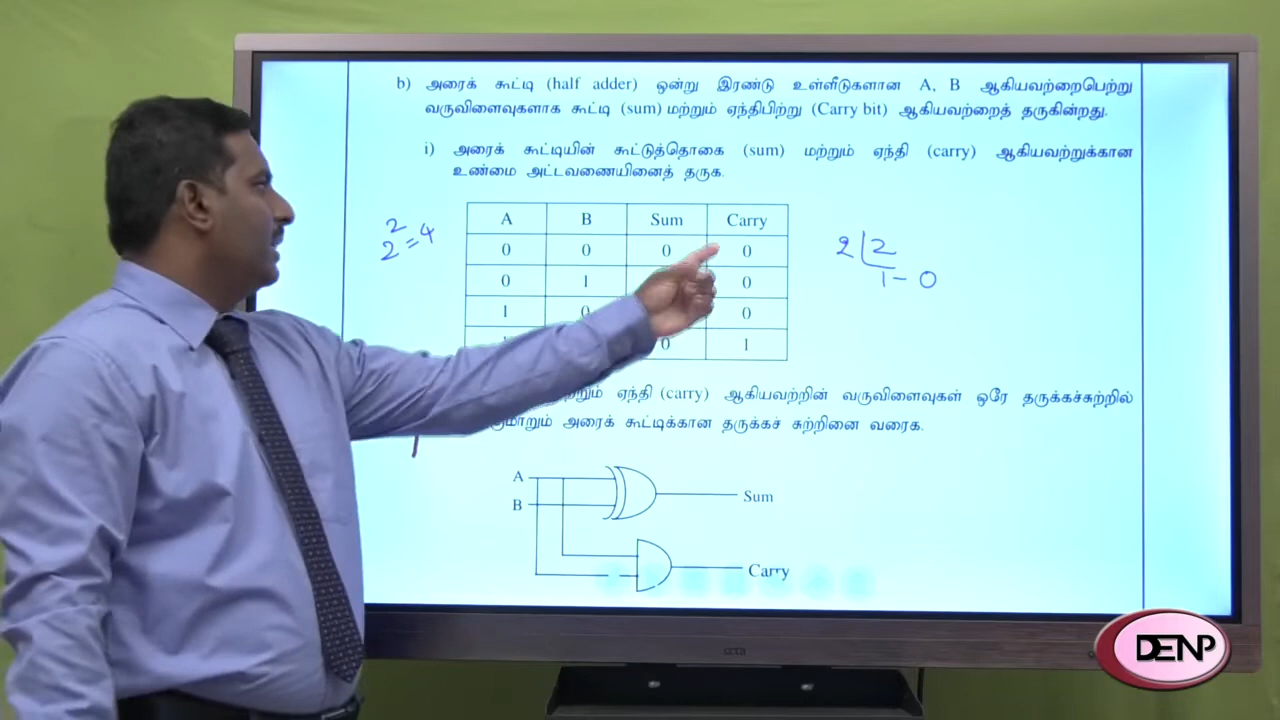 b) அரைக் கூட்டி (half adder) ஒன்று இரண்டு உள்ளீடுகளான A, B ஆகியவற்றைபெற்று
வருவிளைவுகளாக கூட்டி (sum) மற்றும் ஏந்திபிற்று (Carry bit) ஆகியவற்றைத் தருகின்றது.
i) அரைக் கூட்டியின் கூட்டுத்தொகை (sum) மற்றும் ஏந்தி (carry) ஆகியவற்றுக்கான
உண்மை அட்டவணையினைத் தருக.
A B Sum Carry
0 0 0 0
0 1 0
1 0 0
0 1
2² = 4
2 2
1 - 0
ஏந்தி (carry) ஆகியவற்றின் வருவிளைவுகள் ஒரே தருக்கச்சுற்றில்
அரைக் கூட்டிக்கான தருக்கச் சுற்றினை வரைக.
A
B
Sum
Carry
DENP